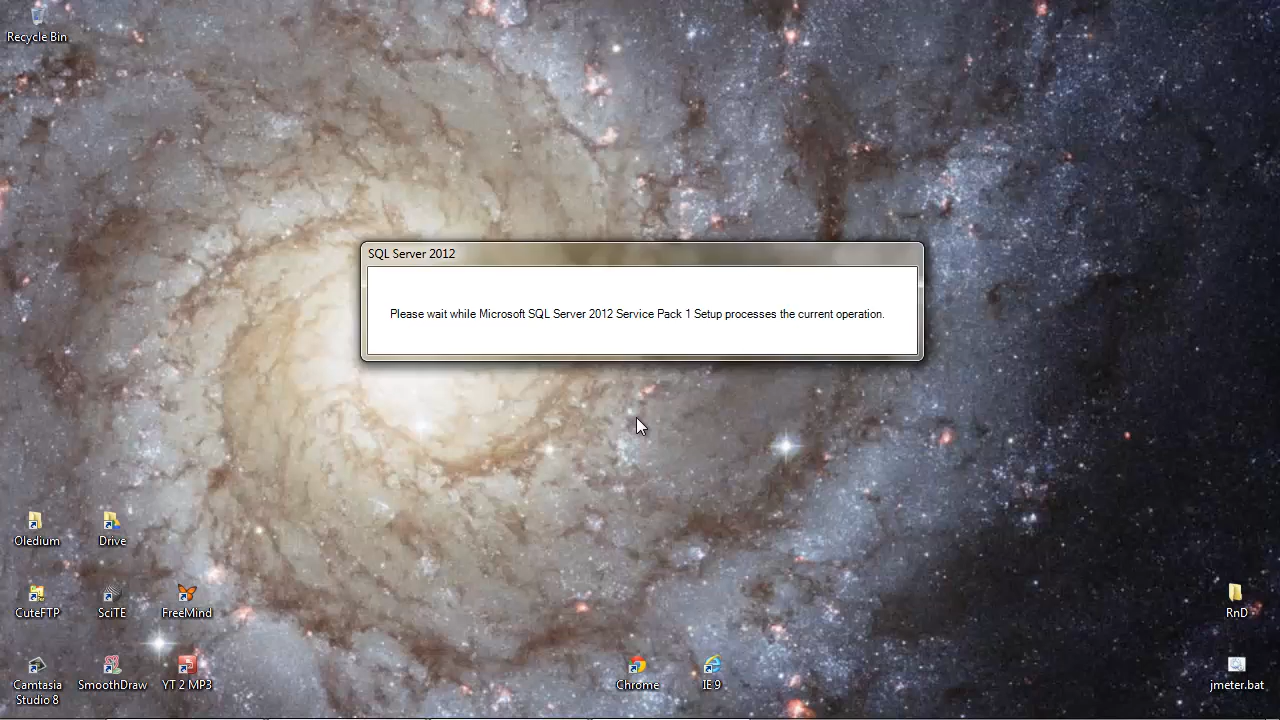 Recycle Bin
SQL Server 2012
Please wait while Microsoft SQL Server 2012 Service Pack 1 Setup processes the current operation.
Oledium
Drive
CuteFTP
SciTE
FreeMind
RnD
Camtasia
Studio 8
SmoothDraw
YT 2 MP3
Chrome
IE 9
jmeter.bat